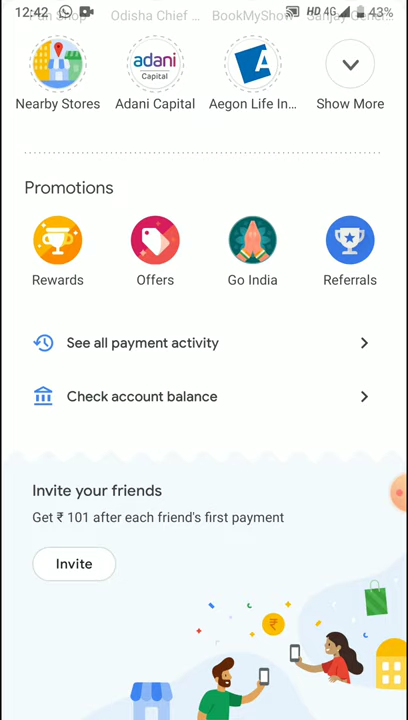 12:42 HD 4G 43%
Odisha Chief ... BookMyShow
Nearby Stores Adani Capital Aegon Life In... Show More
adani
Capital
A
Promotions
Rewards Offers Go India Referrals
See all payment activity
Check account balance
Invite your friends
Get ₹ 101 after each friend's first payment
Invite
₹